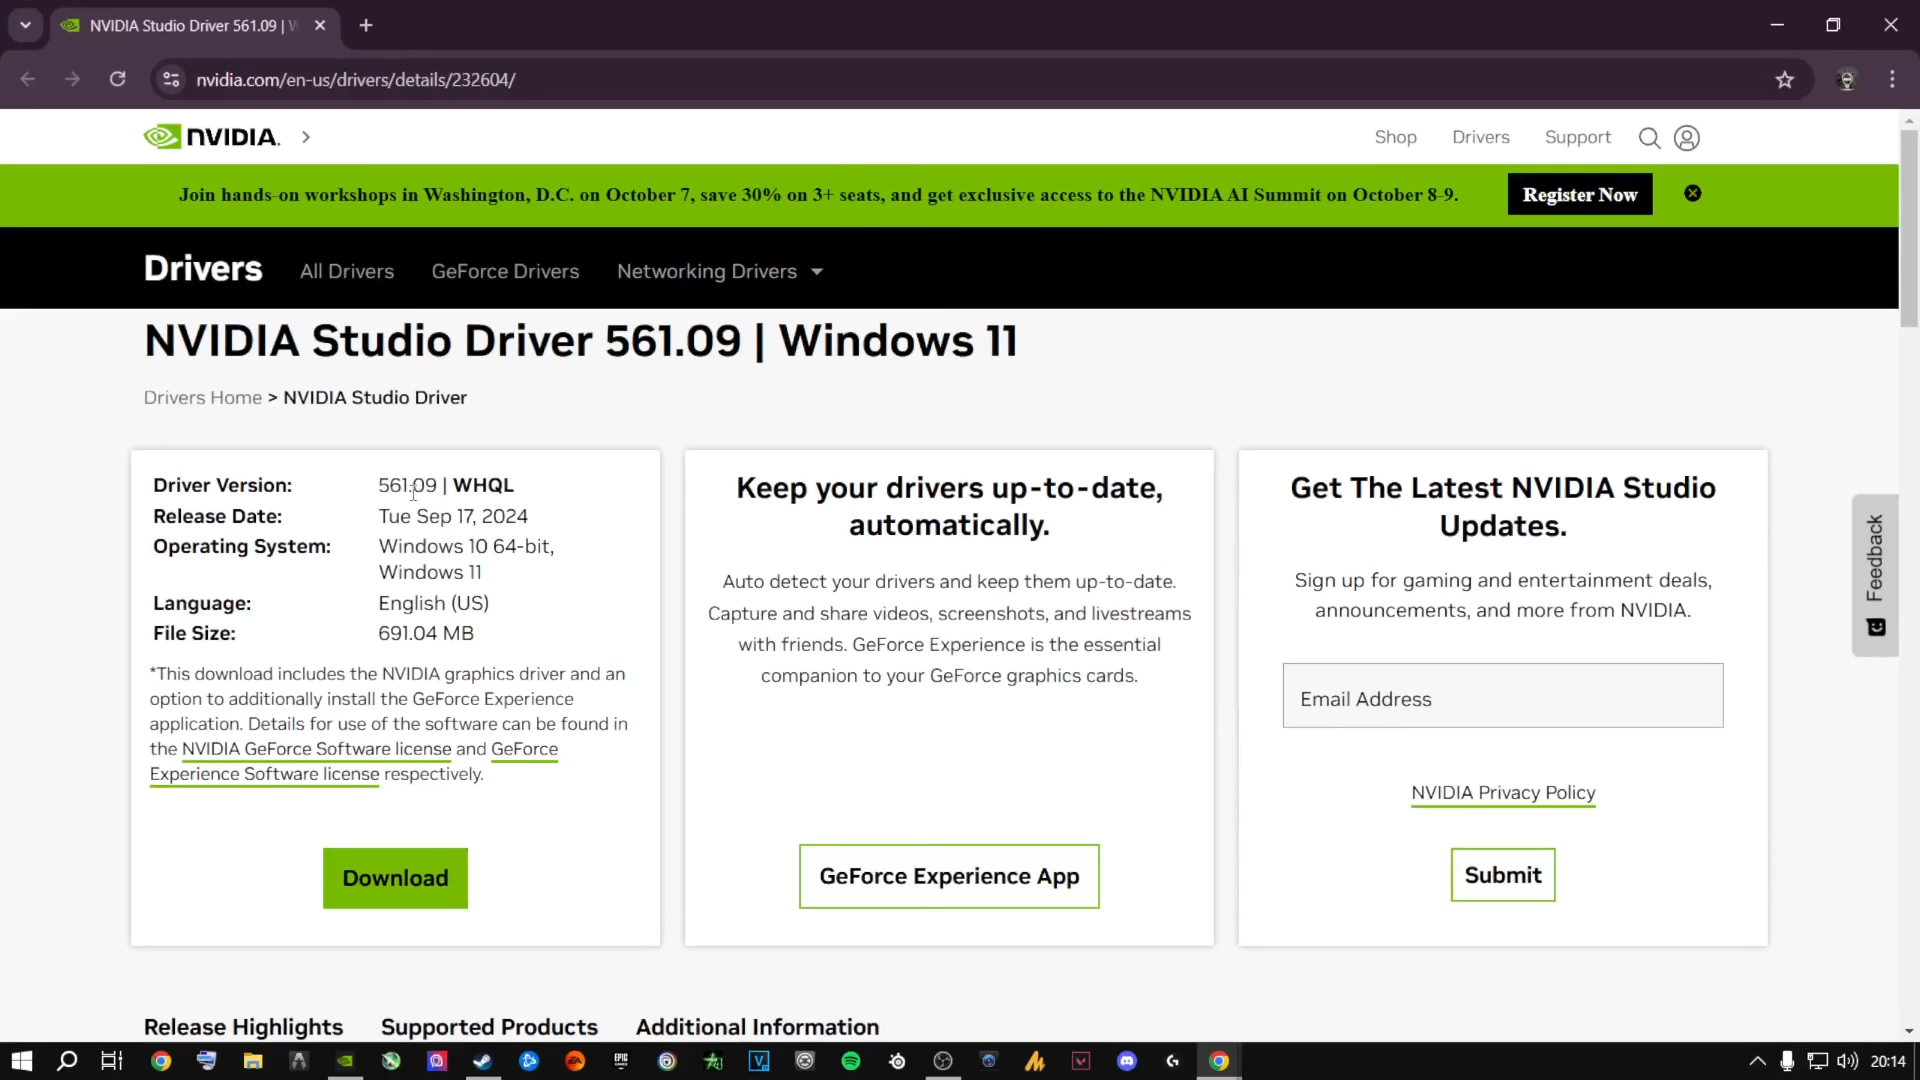 NVIDIA Studio Driver 561.09 | W
nvidia.com/en-us/drivers/details/232604/
NVIDIA.
Shop
Drivers
Support
Join hands-on workshops in Washington, D.C. on October 7, save 30% on 3+ seats, and get exclusive access to the NVIDIA AI Summit on October 8-9.
Register Now
Drivers
All Drivers
GeForce Drivers
Networking Drivers
NVIDIA Studio Driver 561.09 | Windows 11
Drivers Home > NVIDIA Studio Driver
Driver Version: 561.09 | WHQL
Release Date: Tue Sep 17, 2024
Operating System: Windows 10 64-bit,
Windows 11
Language: English (US)
File Size: 691.04 MB
*This download includes the NVIDIA graphics driver and an
option to additionally install the GeForce Experience
application. Details for use of the software can be found in
the NVIDIA GeForce Software license and GeForce
Experience Software license respectively.
Download
Keep your drivers up-to-date,
automatically.
Auto detect your drivers and keep them up-to-date.
Capture and share videos, screenshots, and livestreams
with friends. GeForce Experience is the essential
companion to your GeForce graphics cards.
GeForce Experience App
Get The Latest NVIDIA Studio
Updates.
Sign up for gaming and entertainment deals,
announcements, and more from NVIDIA.
Email Address
NVIDIA Privacy Policy
Submit
Feedback
Release Highlights
Supported Products
Additional Information
20:14